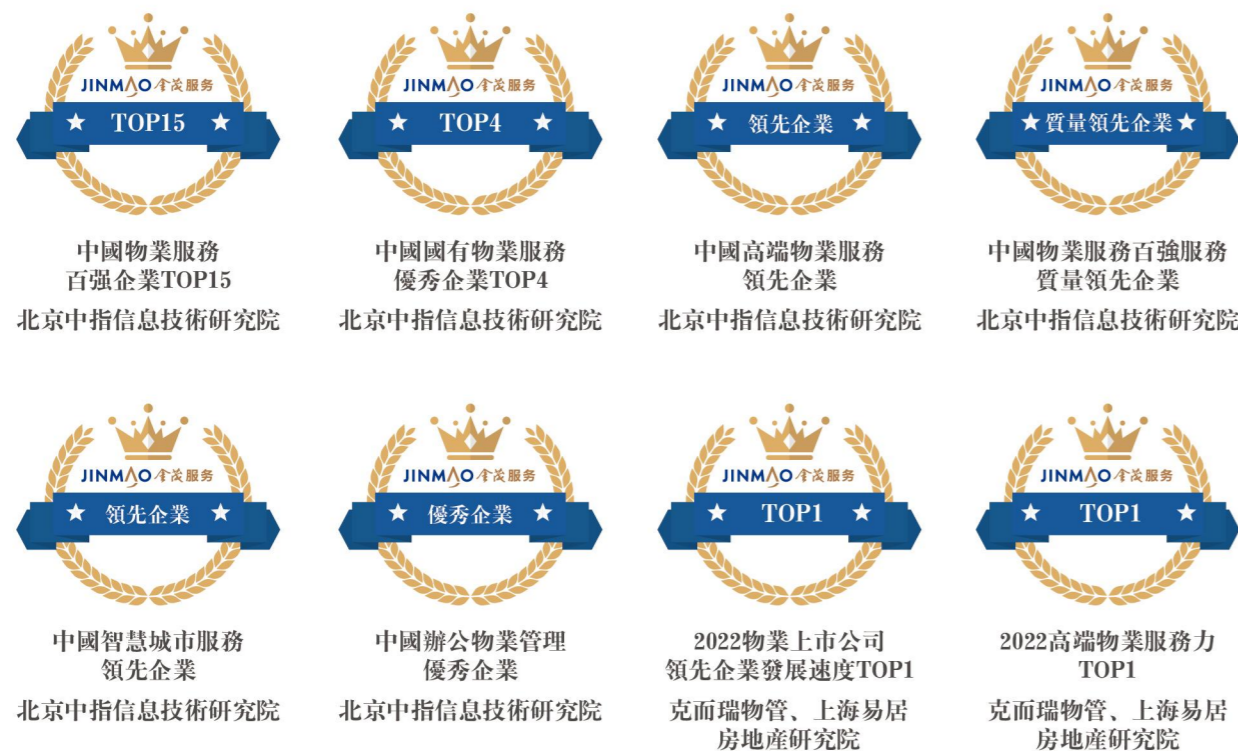 JINMAO 金茂服务
TOP15
中國物業服務
百强企業TOP15
北京中指信息技術研究院
JINMAO 金茂服务
TOP4
中國國有物業服務
優秀企業TOP4
北京中指信息技術研究院
JINMAO 金茂服务
領先企業
中國高端物業服務
領先企業
北京中指信息技術研究院
JINMAO 金茂服务
質量領先企業
中國物業服務百強服務
質量領先企業
北京中指信息技術研究院
JINMAO 金茂服务
領先企業
中國智慧城市服務
領先企業
北京中指信息技術研究院
JINMAO 金茂服务
優秀企業
中國辦公物業管理
優秀企業
北京中指信息技術研究院
JINMAO 金茂服务
TOP1
2022物業上市公司
領先企業發展速度TOP1
克而瑞物管、上海易居
房地産研究院
JINMAO 金茂服务
TOP1
2022高端物業服務力
TOP1
克而瑞物管、上海易居
房地産研究院